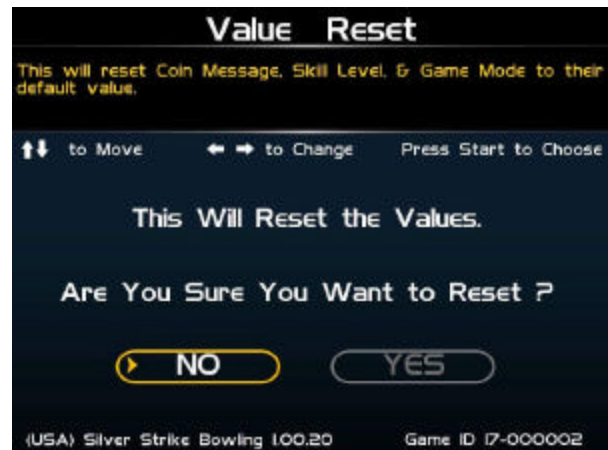 Value Reset
This will reset Coin Message, Skill Level, & Game Mode to their
default value.
to Move to Change Press Start to Choose
This Will Reset the Values.
Are You Sure You Want to Reset ?
NO YES
(USA) Silver Strike Bowling 1.00.20 Game ID 17-000002